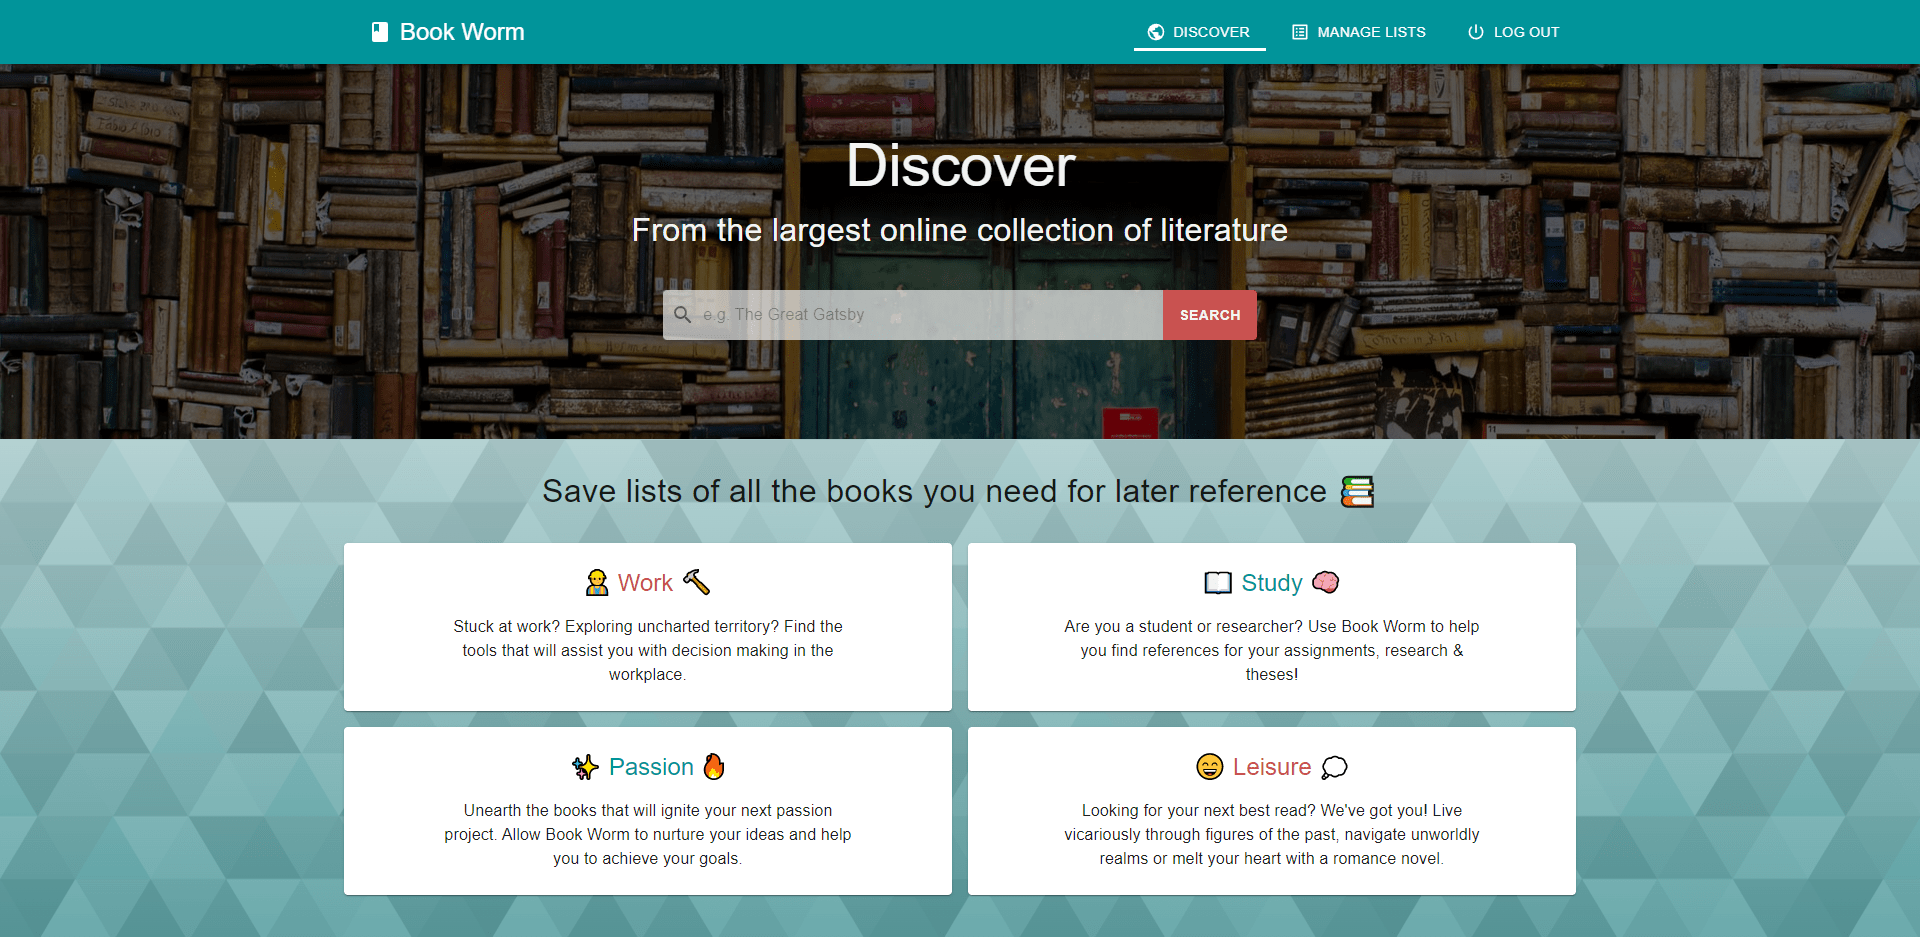 Book Worm
DISCOVER
MANAGE LISTS
LOG OUT
Discover
From the largest online collection of literature
e.g. The Great Gatsby
SEARCH
Save lists of all the books you need for later reference
Work
Stuck at work? Exploring uncharted territory? Find the
tools that will assist you with decision making in the
workplace.
Study
Are you a student or researcher? Use Book Worm to help
you find references for your assignments, research &
theses!
Passion
Unearth the books that will ignite your next passion
project. Allow Book Worm to nurture your ideas and help
you to achieve your goals.
Leisure
Looking for your next best read? We've got you! Live
vicariously through figures of the past, navigate unworldly
realms or melt your heart with a romance novel.